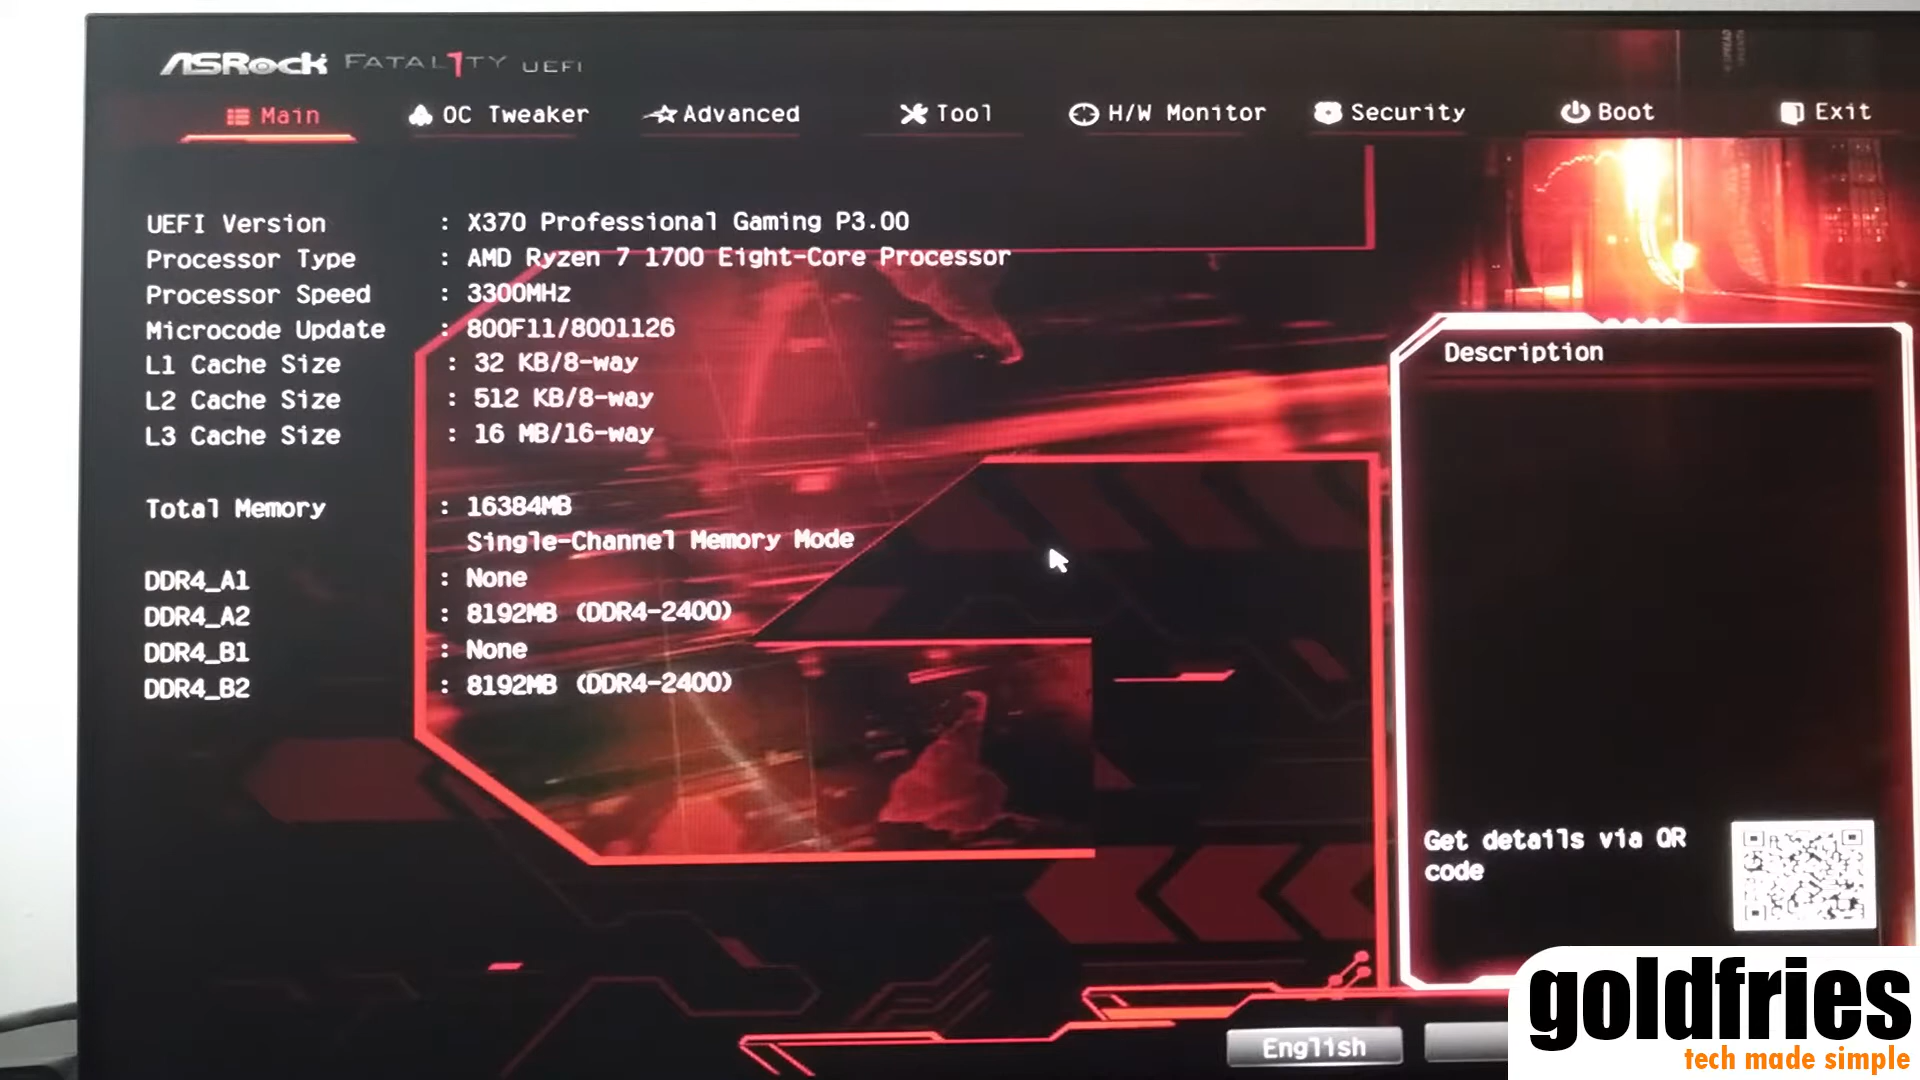 ASRock FATAL1TY UEFI
Main OC Tweaker Advanced Tool H/W Monitor Security Boot Exit
UEFI Version : X370 Professional Gaming P3.00
Processor Type : AMD Ryzen 7 1700 Eight-Core Processor
Processor Speed : 3300MHz
Microcode Update : 800F11/8001126
L1 Cache Size : 32 KB/8-way
L2 Cache Size : 512 KB/8-way
L3 Cache Size : 16 MB/16-way
Total Memory : 16384MB
Single-Channel Memory Mode
DDR4_A1 : None
DDR4_A2 : 8192MB (DDR4-2400)
DDR4_B1 : None
DDR4_B2 : 8192MB (DDR4-2400)
Description
Get details via QR
code
English
goldfries
tech made simple